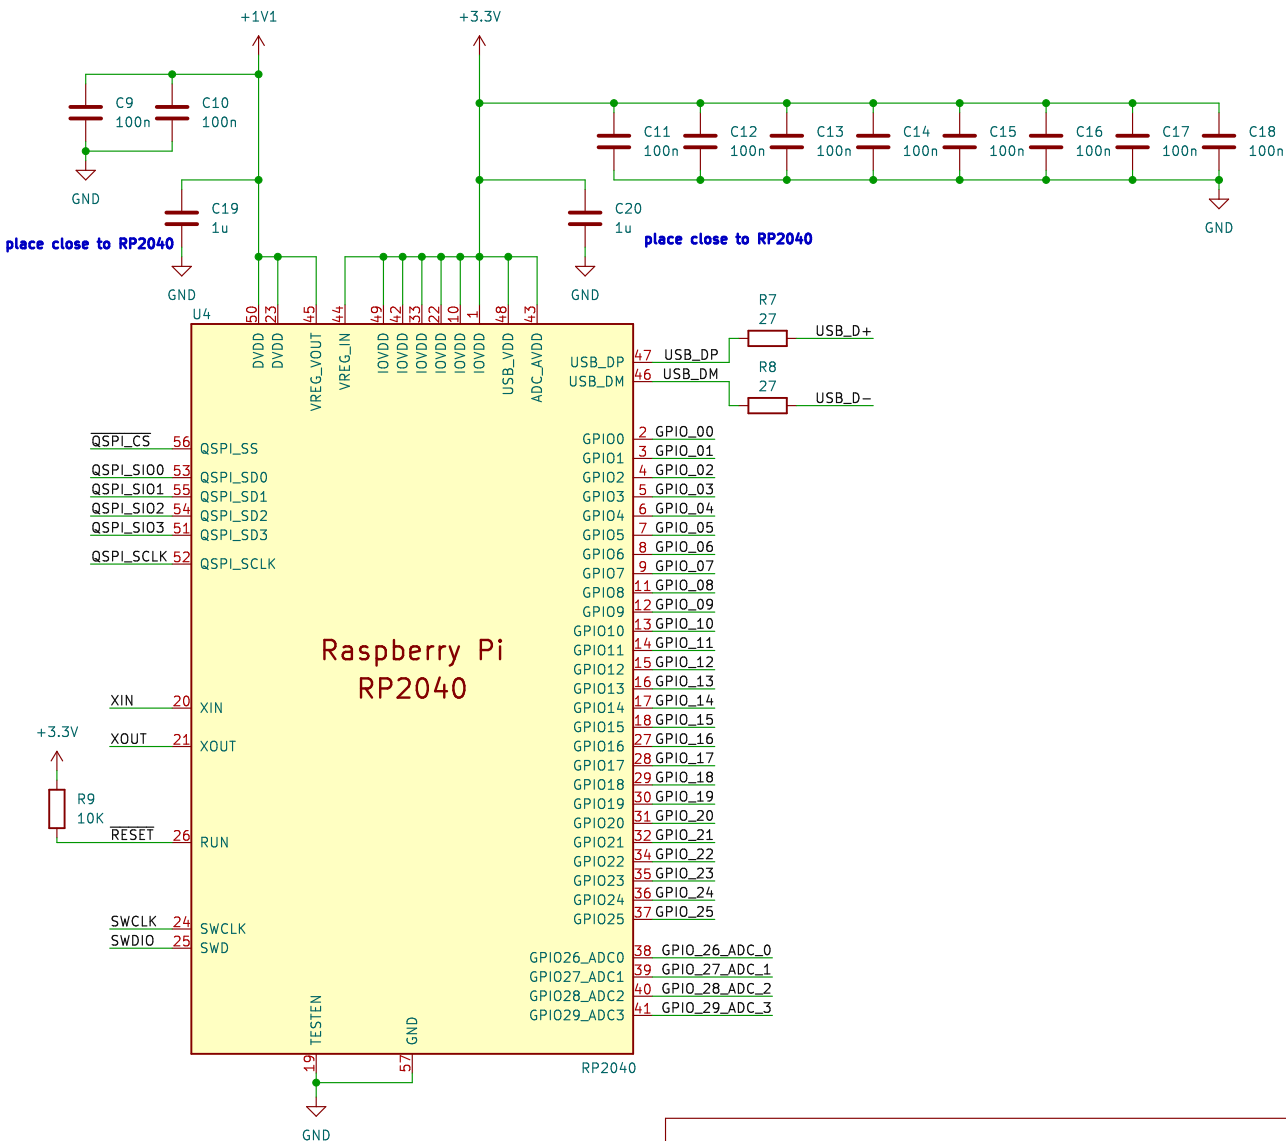 +1V1
+3.3V
C9
100n
C10
100n
C11
100n
C12
100n
C13
100n
C14
100n
C15
100n
C16
100n
C17
100n
C18
100n
GND
C19
1u
C20
1u
GND
place close to RP2040
place close to RP2040
GND
GND
U4
50
23
45
44
49
42
33
22
10
1
48
43
DVDD
DVDD
VREG_VOUT
VREG_IN
IOVDD
IOVDD
IOVDD
IOVDD
IOVDD
IOVDD
USB_VDD
ADC_AVDD
R7
27
USB_D+
USB_DP 47 USB_DP
USB_DM 46 USB_DM
R8
27
USB_D-
QSPI_CS 56 QSPI_SS
QSPI_SIO0 53 QSPI_SD0
QSPI_SIO1 55 QSPI_SD1
QSPI_SIO2 54 QSPI_SD2
QSPI_SIO3 51 QSPI_SD3
QSPI_SCLK 52 QSPI_SCLK
GPIO0 2 GPIO_00
GPIO1 3 GPIO_01
GPIO2 4 GPIO_02
GPIO3 5 GPIO_03
GPIO4 6 GPIO_04
GPIO5 7 GPIO_05
GPIO6 8 GPIO_06
GPIO7 9 GPIO_07
GPIO8 11 GPIO_08
GPIO9 12 GPIO_09
GPIO10 13 GPIO_10
GPIO11 14 GPIO_11
GPIO12 15 GPIO_12
GPIO13 16 GPIO_13
GPIO14 17 GPIO_14
GPIO15 18 GPIO_15
GPIO16 27 GPIO_16
GPIO17 28 GPIO_17
GPIO18 29 GPIO_18
GPIO19 30 GPIO_19
GPIO20 31 GPIO_20
GPIO21 32 GPIO_21
GPIO22 34 GPIO_22
GPIO23 35 GPIO_23
GPIO24 36 GPIO_24
GPIO25 37 GPIO_25
GPIO26_ADC0 38 GPIO_26_ADC_0
GPIO27_ADC1 39 GPIO_27_ADC_1
GPIO28_ADC2 40 GPIO_28_ADC_2
GPIO29_ADC3 41 GPIO_29_ADC_3
Raspberry Pi
RP2040
XIN 20 XIN
XOUT 21 XOUT
+3.3V
R9
10K
RESET 26 RUN
SWCLK 24 SWCLK
SWDIO 25 SWD
TESTEN
GND
19
57
RP2040
GND